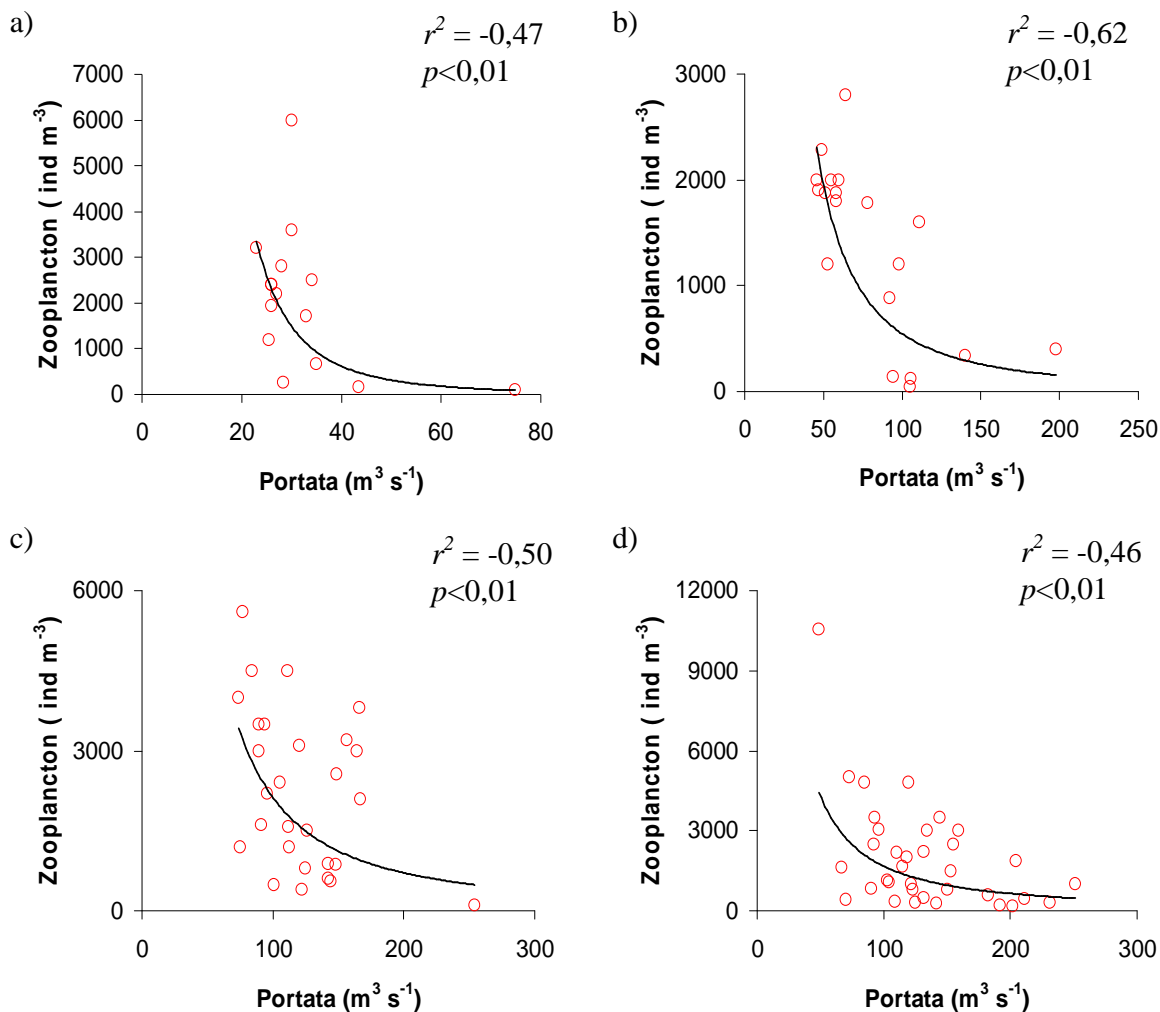 a)
r² = -0,47
p<0,01
7000
6000
5000
4000
3000
2000
1000
0
0 20 40 60 80
Zooplancton ( ind m⁻³)
Portata (m³ s⁻¹)
b)
r² = -0,62
p<0,01
3000
2000
1000
0
0 50 100 150 200 250
Zooplancton ( ind m⁻³)
Portata (m³ s⁻¹)
c)
r² = -0,50
p<0,01
6000
3000
0
0 100 200 300
Zooplancton ( ind m⁻³)
Portata (m³ s⁻¹)
d)
r² = -0,46
p<0,01
12000
9000
6000
3000
0
0 100 200 300
Zooplancton ( ind m⁻³)
Portata (m³ s⁻¹)